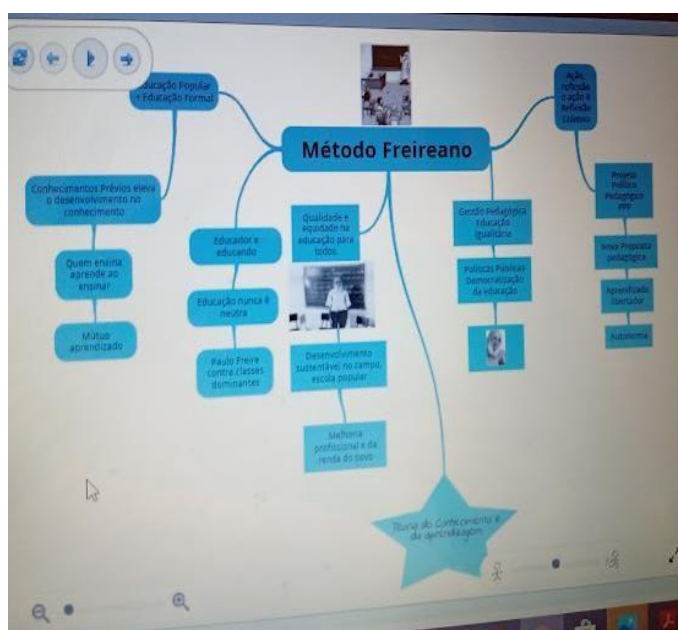 Educação Popular
+ Educação Formal
Ação,
reflexão
e ação e
Reflexão
Coletivo
Método Freireano
Conhecimentos Prévios eleva
o desenvolvimento no
conhecimento
Quem ensina
aprende ao
ensinar
Mútuo
aprendizado
Educador e
educando
Educação nunca é
neutra
Paulo Freire
contra classes
dominantes
Qualidade e
equidade na
educação para
todos.
Desenvolvimento
sustentável no campo,
escola popular
Melhoria
profissional e da
renda do povo
Gestão Pedagógica
Educação
Igualitária
Políticas Públicas
Democratização
da educação
Projeto
Político
Pedagógico
PPP
Nova Proposta
pedagógica
Aprendizado
libertador
Autonomia
Teoria do Conhecimento e
da aprendizagem